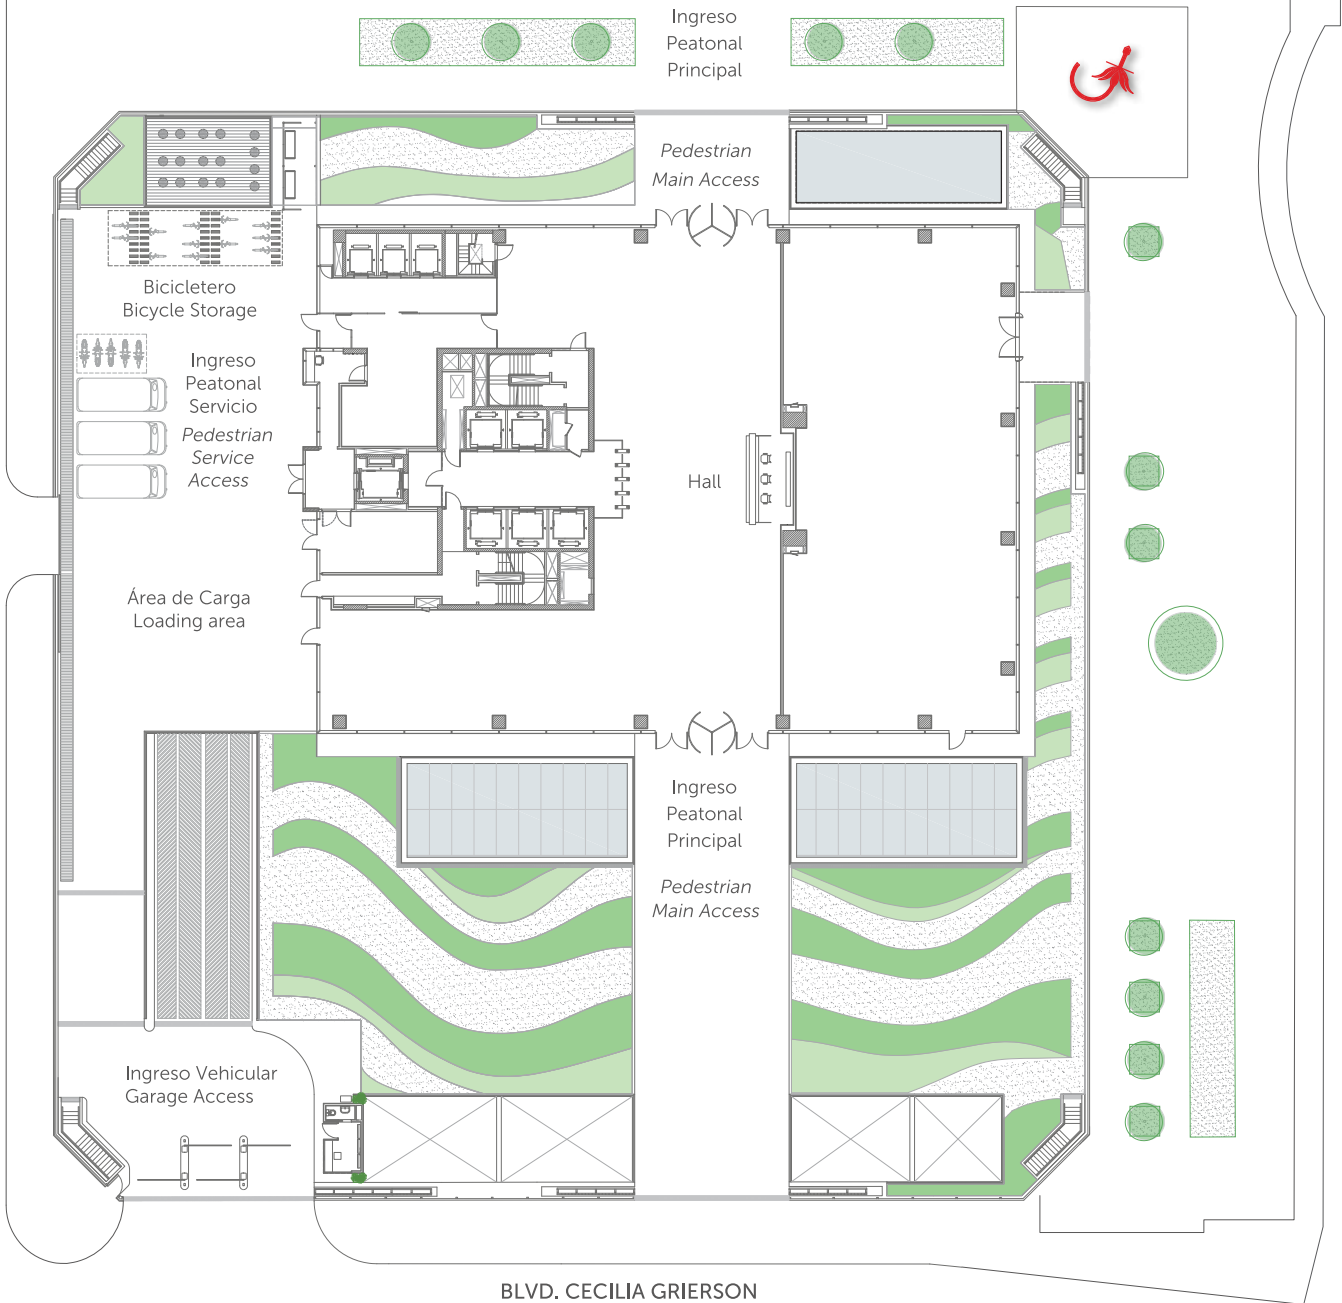 Ingreso
Peatonal
Principal
Pedestrian
Main Access
Bicicletero
Bicycle Storage
Ingreso
Peatonal
Servicio
Pedestrian
Service
Access
Hall
Área de Carga
Loading area
Ingreso
Peatonal
Principal
Pedestrian
Main Access
Ingreso Vehicular
Garage Access
BLVD. CECILIA GRIERSON